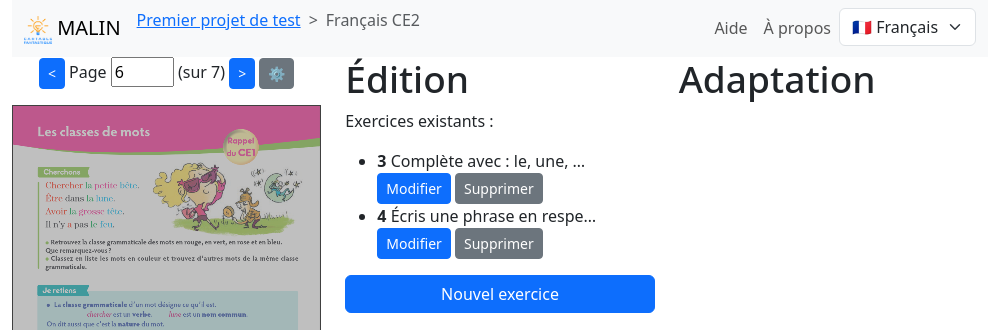 MALIN Premier projet de test > Français CE2 Aide À propos Français
< Page 6 (sur 7) >
Édition
Adaptation
Exercices existants :
3 Complète avec : le, une, ...
Modifier Supprimer
4 Écris une phrase en respe...
Modifier Supprimer
Nouvel exercice
Les classes de mots
Rappel
du CE1
Cherchons
Chercher la petite bête.
Être dans la lune.
Avoir la grosse tête.
Il n'y a pas le feu.
Retrouvez la classe grammaticale des mots en rouge, en vert, en rose et en bleu.
Que remarquez-vous ?
Classez en liste les mots en couleur et trouvez d'autres mots de la même classe
grammaticale.
Je retiens
La classe grammaticale d'un mot désigne ce qu'il est.
chercher est un verbe. lune est un nom commun.
On dit aussi que c'est la nature du mot.